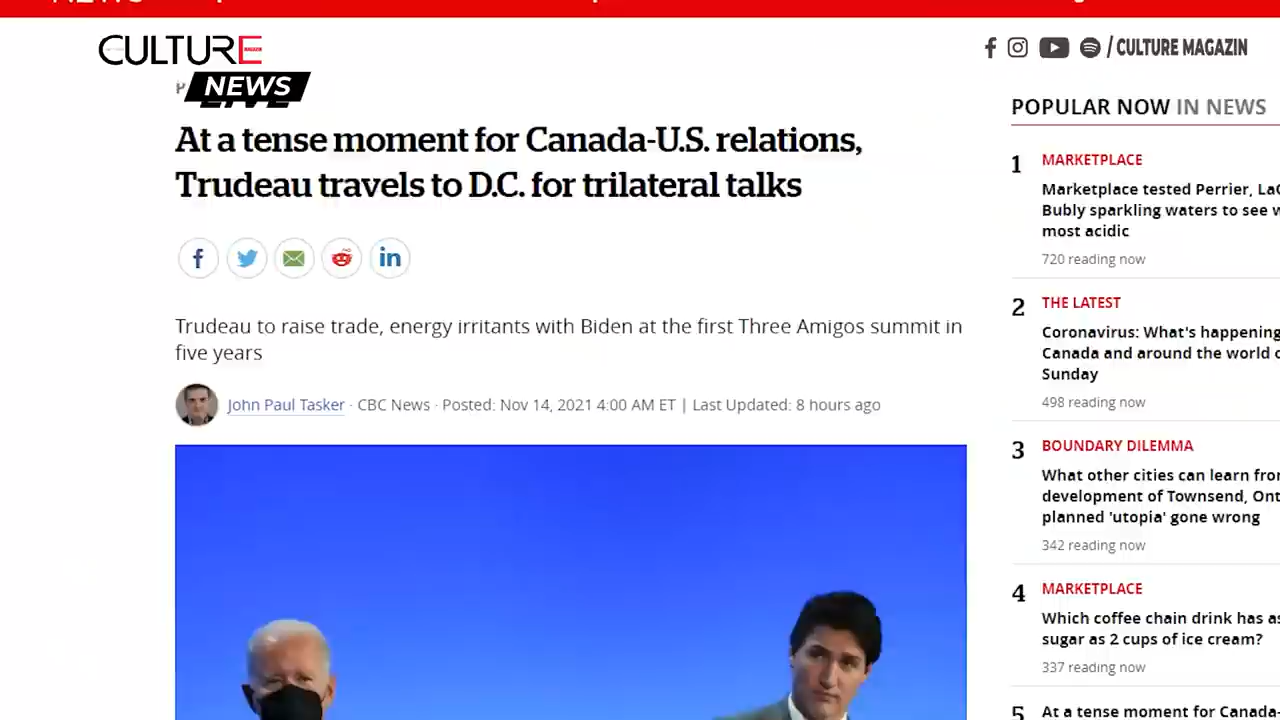 CULTURE
NEWS
/ CULTURE MAGAZIN
At a tense moment for Canada-U.S. relations,
Trudeau travels to D.C. for trilateral talks
Trudeau to raise trade, energy irritants with Biden at the first Three Amigos summit in
five years
John Paul Tasker · CBC News · Posted: Nov 14, 2021 4:00 AM ET | Last Updated: 8 hours ago
POPULAR NOW IN NEWS
1 MARKETPLACE
Marketplace tested Perrier,
Bubly sparkling waters to see
most acidic
720 reading now
2 THE LATEST
Coronavirus: What's happening
Canada and around the world
Sunday
498 reading now
3 BOUNDARY DILEMMA
What other cities can learn
development of Townsend,
planned 'utopia' gone wrong
342 reading now
4 MARKETPLACE
Which coffee chain drink has
sugar as 2 cups of ice cream?
337 reading now
5 At a tense moment for Canada-